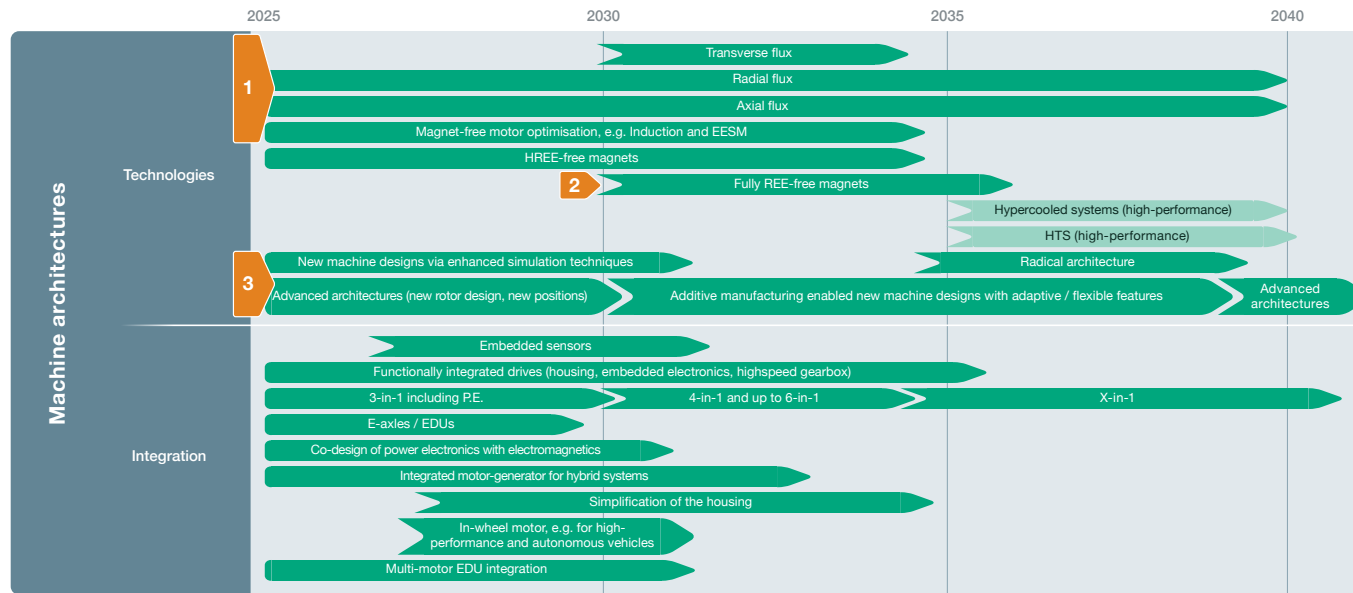 2025
2030
2035
2040
Machine architectures
Technologies
1
Transverse flux
Radial flux
Axial flux
Magnet-free motor optimisation, e.g. Induction and EESM
HREE-free magnets
2
Fully REE-free magnets
Hypercooled systems (high-performance)
HTS (high-performance)
3
New machine designs via enhanced simulation techniques
Radical architecture
Advanced architectures (new rotor design, new positions)
Additive manufacturing enabled new machine designs with adaptive / flexible features
Advanced
architectures
Integration
Embedded sensors
Functionally integrated drives (housing, embedded electronics, highspeed gearbox)
3-in-1 including P.E.
4-in-1 and up to 6-in-1
X-in-1
E-axles / EDUs
Co-design of power electronics with electromagnetics
Integrated motor-generator for hybrid systems
Simplification of the housing
In-wheel motor, e.g. for high-
performance and autonomous vehicles
Multi-motor EDU integration